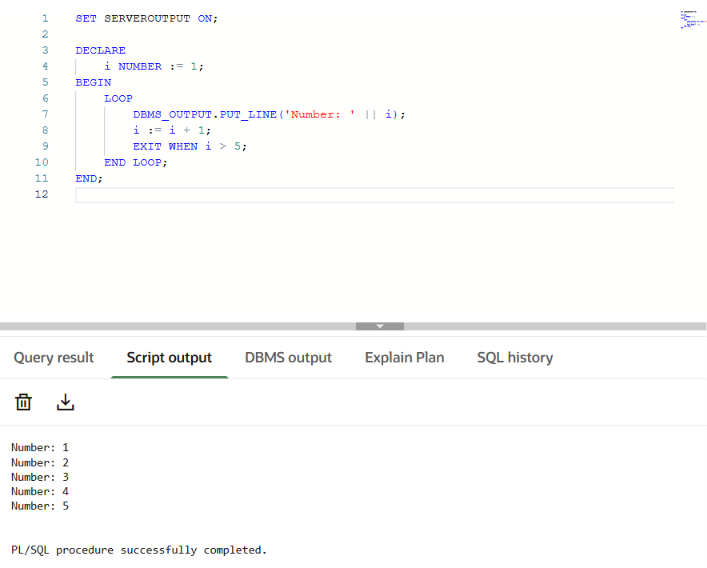 1 SET SERVEROUTPUT ON;
2
3 DECLARE
4 i NUMBER := 1;
5 BEGIN
6 LOOP
7 DBMS_OUTPUT.PUT_LINE('Number: ' || i);
8 i := i + 1;
9 EXIT WHEN i > 5;
10 END LOOP;
11 END;
12
Query result Script output DBMS output Explain Plan SQL history
Number: 1
Number: 2
Number: 3
Number: 4
Number: 5
PL/SQL procedure successfully completed.